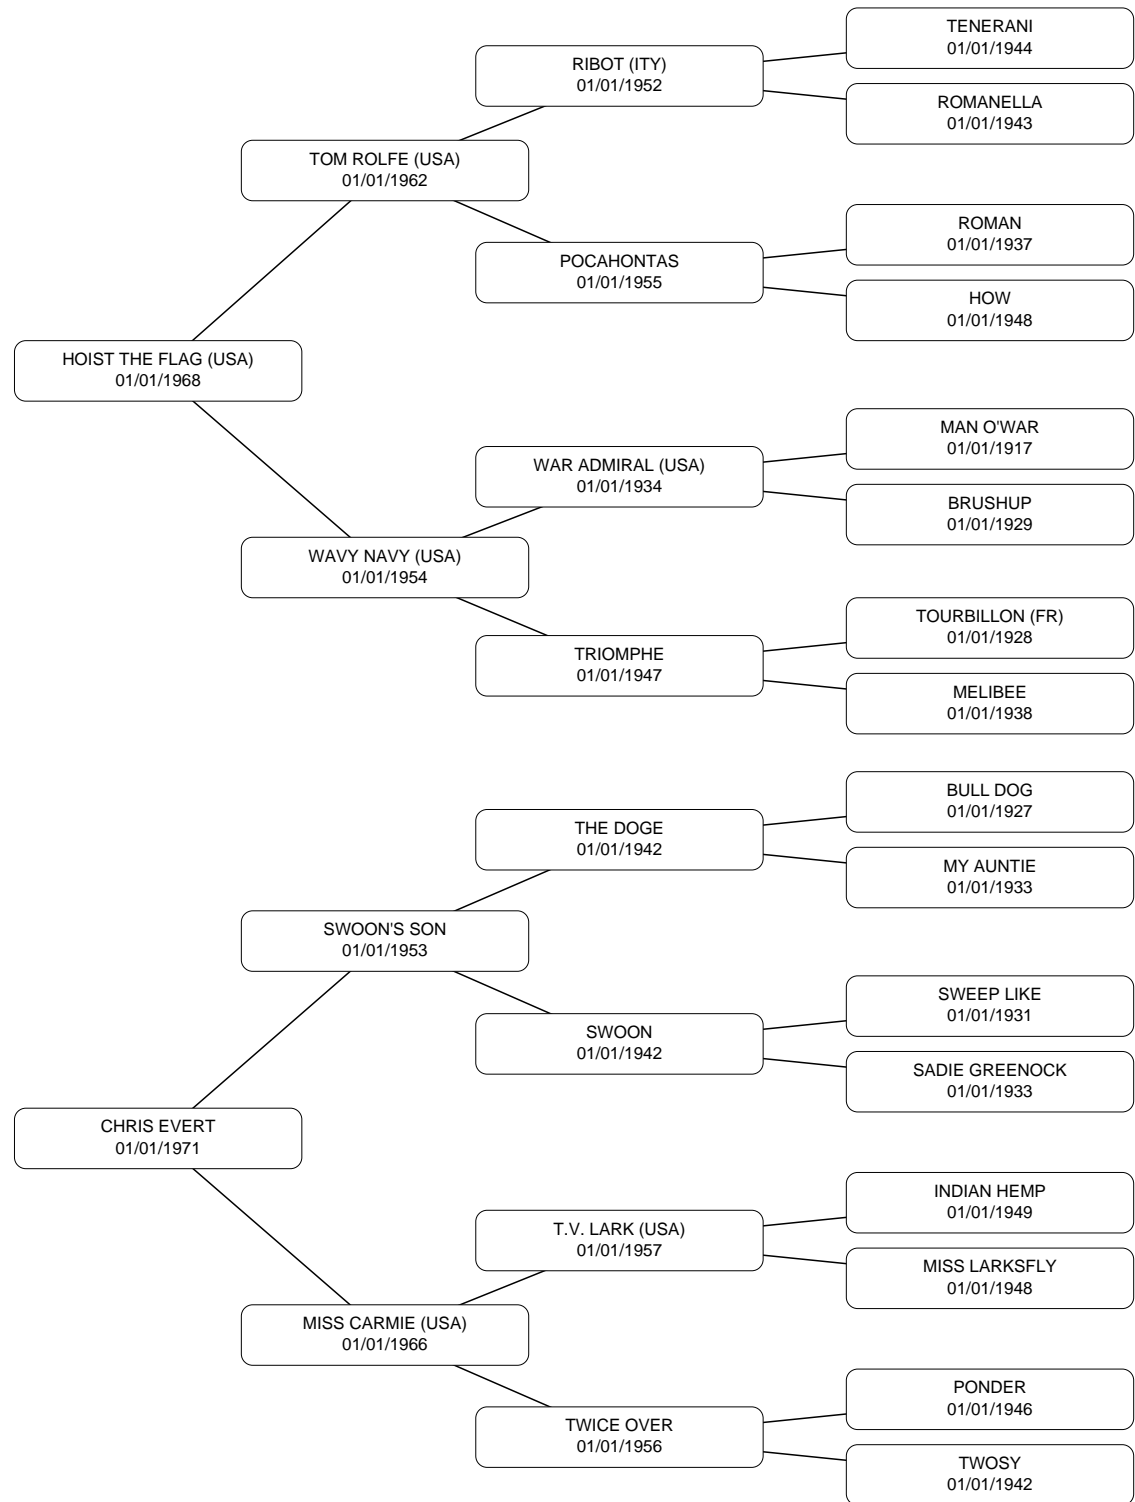 TENERANI
01/01/1944
RIBOT (ITY)
01/01/1952
ROMANELLA
01/01/1943
TOM ROLFE (USA)
01/01/1962
ROMAN
01/01/1937
POCAHONTAS
01/01/1955
HOW
01/01/1948
HOIST THE FLAG (USA)
01/01/1968
MAN O'WAR
01/01/1917
WAR ADMIRAL (USA)
01/01/1934
BRUSHUP
01/01/1929
WAVY NAVY (USA)
01/01/1954
TOURBILLON (FR)
01/01/1928
TRIOMPHE
01/01/1947
MELIBEE
01/01/1938
BULL DOG
01/01/1927
THE DOGE
01/01/1942
MY AUNTIE
01/01/1933
SWOON'S SON
01/01/1953
SWEEP LIKE
01/01/1931
SWOON
01/01/1942
SADIE GREENOCK
01/01/1933
CHRIS EVERT
01/01/1971
INDIAN HEMP
01/01/1949
T.V. LARK (USA)
01/01/1957
MISS LARKSFLY
01/01/1948
MISS CARMIE (USA)
01/01/1966
PONDER
01/01/1946
TWICE OVER
01/01/1956
TWOSY
01/01/1942